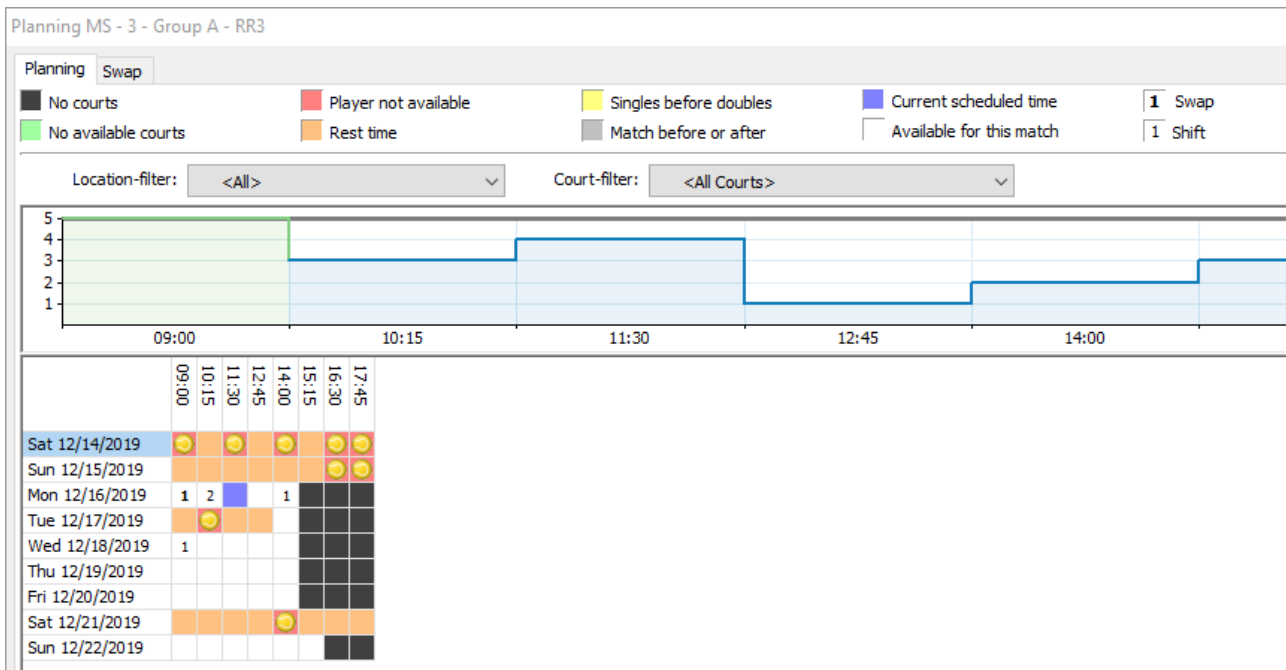 Planning MS - 3 - Group A - RR3
Planning Swap
No courts Player not available Singles before doubles Current scheduled time 1 Swap
No available courts Rest time Match before or after Available for this match 1 Shift
Location-filter: <All> Court-filter: <All Courts>
5
4
3
2
1
09:00 10:15 11:30 12:45 14:00
09:00 10:15 11:30 12:45 14:00 15:15 16:30 17:45
Sat 12/14/2019
Sun 12/15/2019
Mon 12/16/2019 1 2 1
Tue 12/17/2019
Wed 12/18/2019 1
Thu 12/19/2019
Fri 12/20/2019
Sat 12/21/2019
Sun 12/22/2019